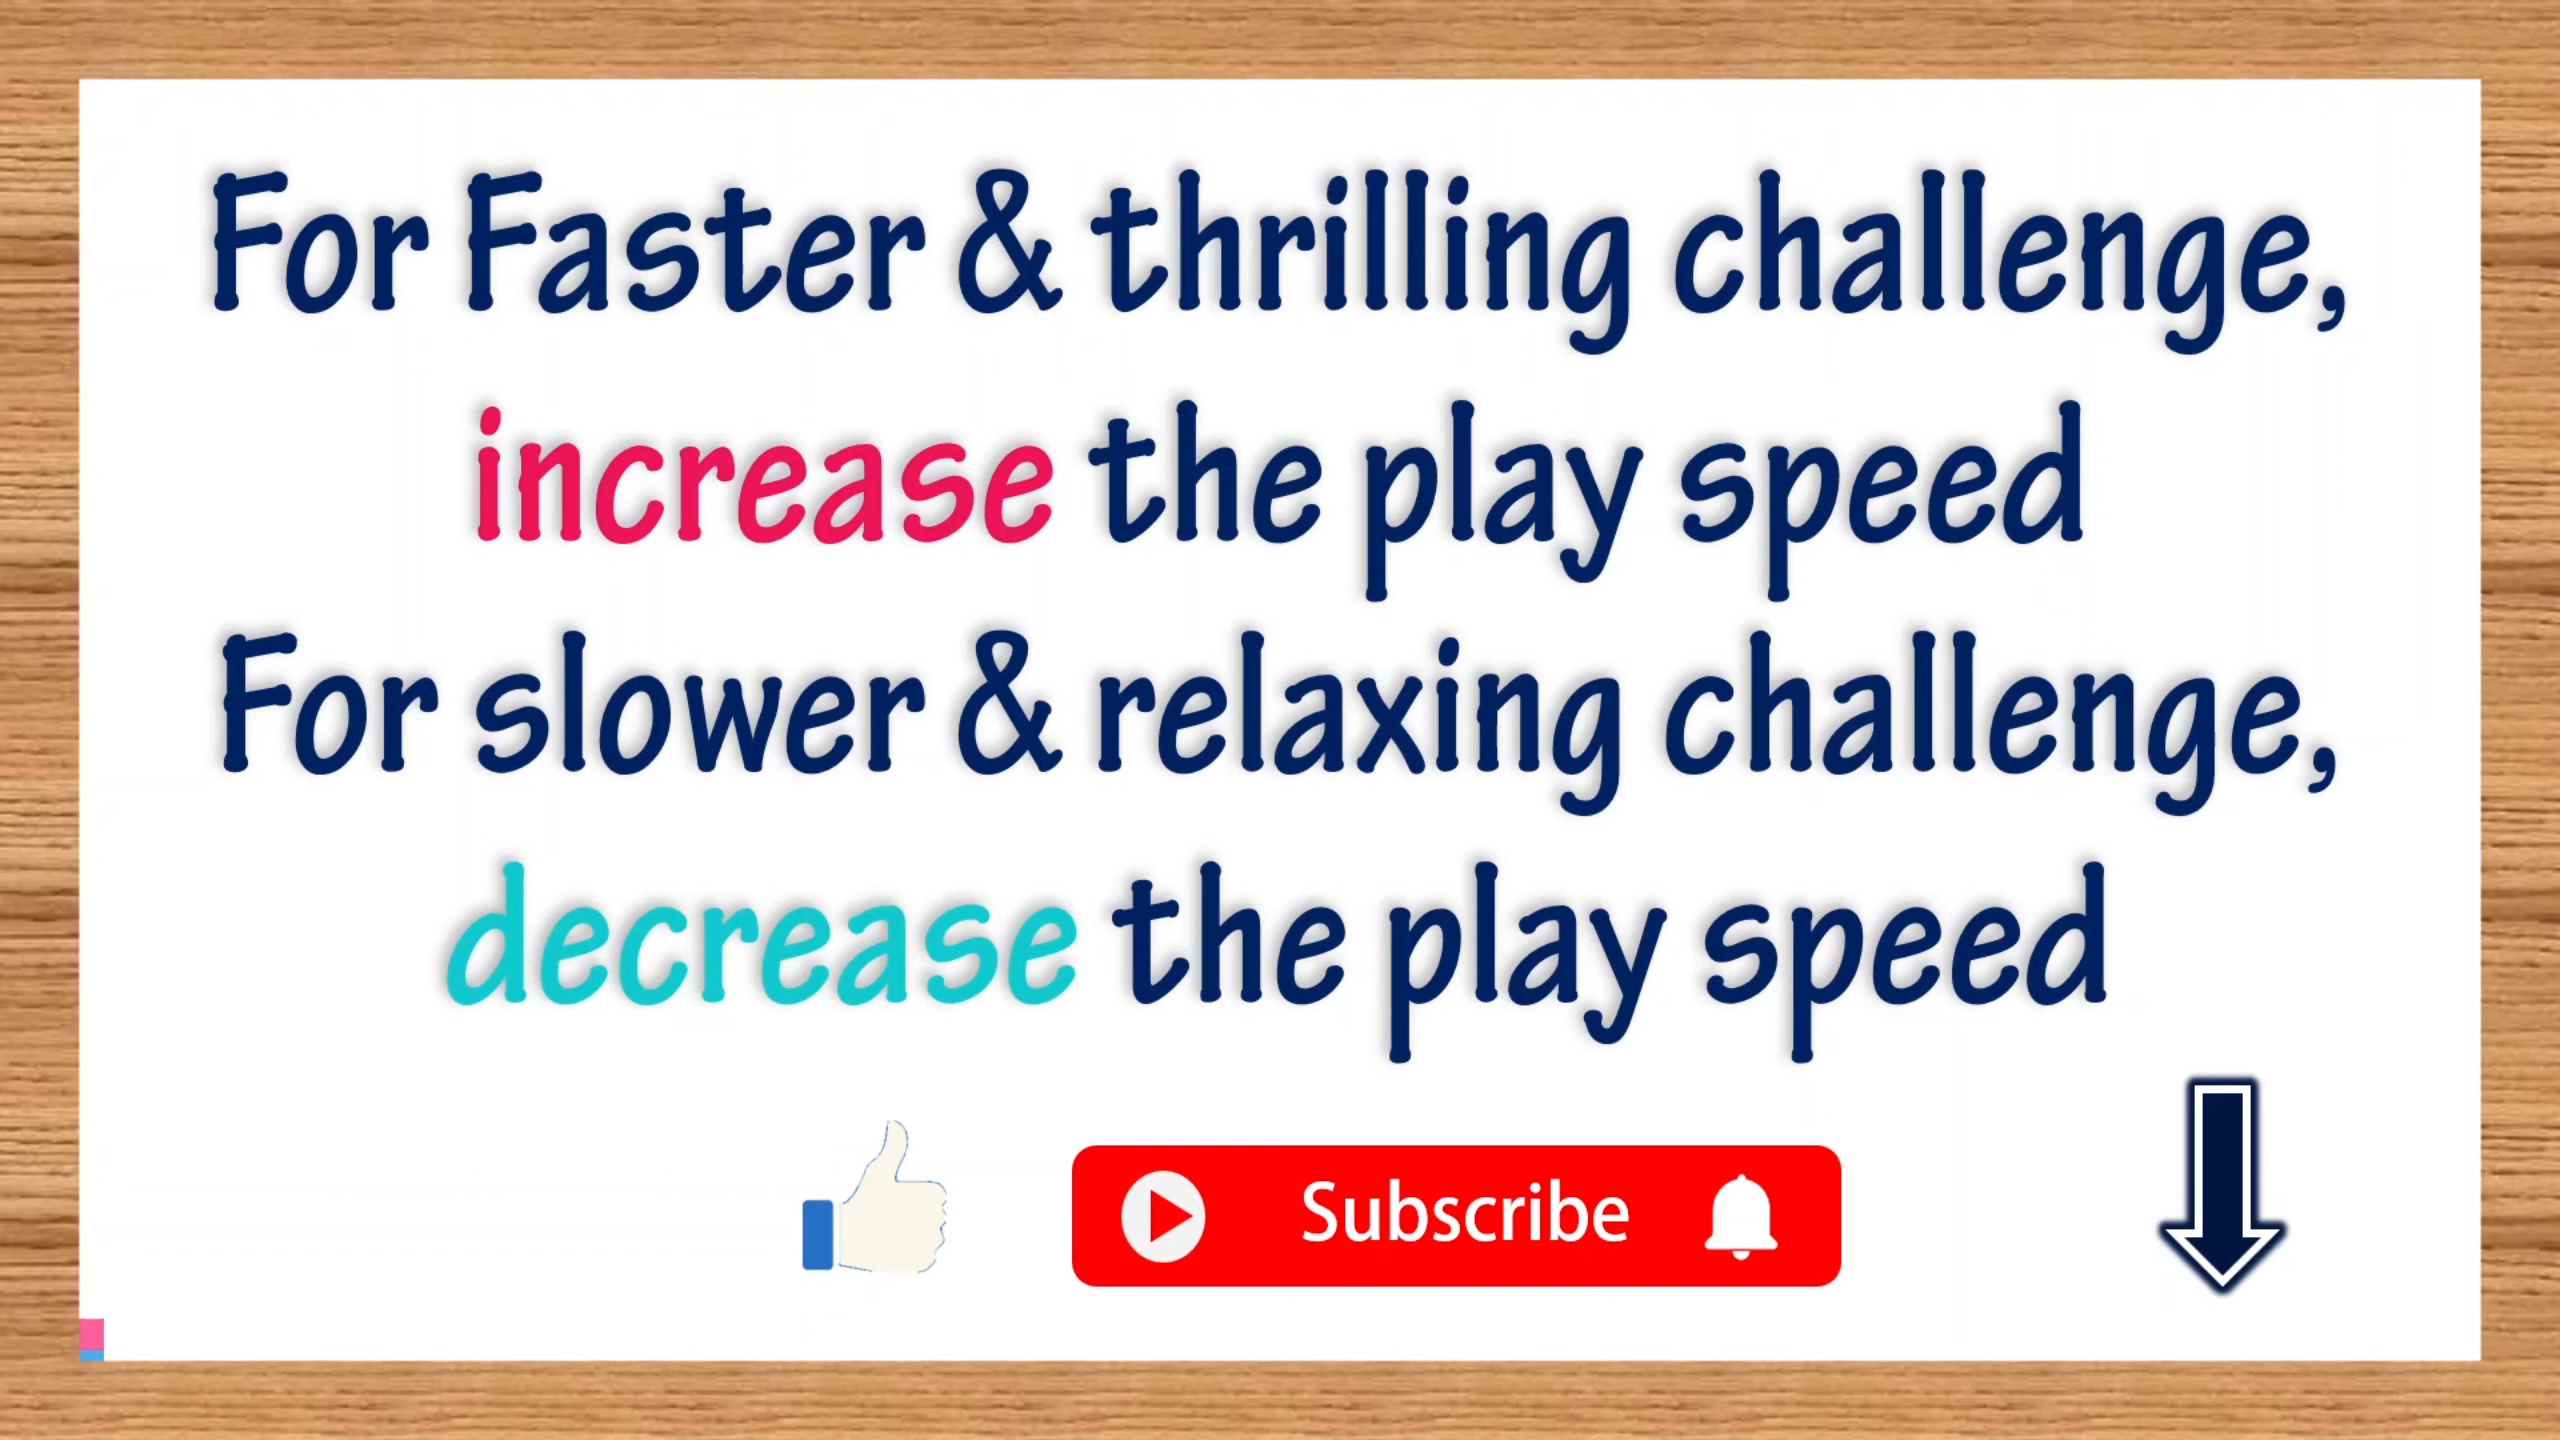 For Faster & thrilling challenge,
increase the play speed
For slower & relaxing challenge,
decrease the play speed
Subscribe